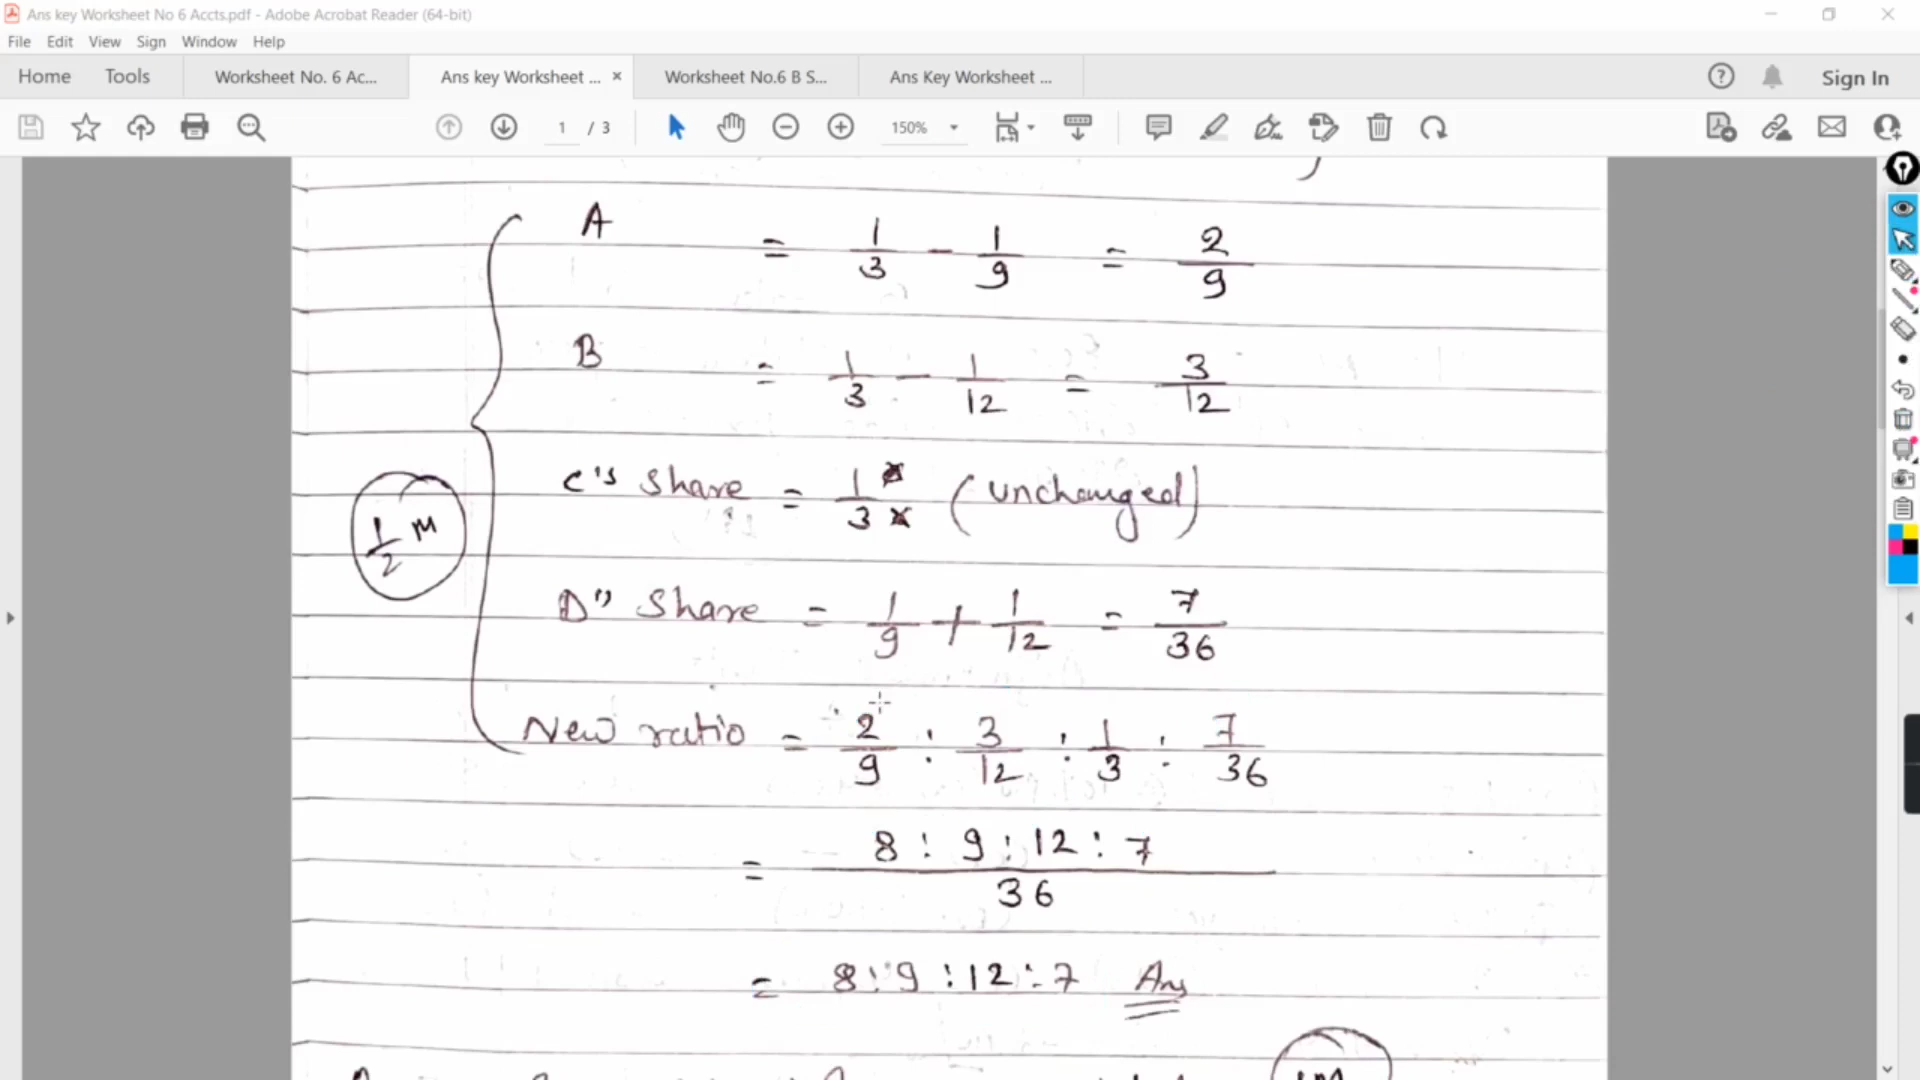 Ans key Worksheet No 6 Accts.pdf - Adobe Acrobat Reader (64-bit)
File Edit View Sign Window Help
Home Tools Worksheet No. 6 Ac... Ans key Worksheet ... × Worksheet No.6 B S... Ans Key Worksheet ... Sign In
1 / 3 150%
A = 1/3 - 1/9 = 2/9
B = 1/3 - 1/12 = 3/12
C's share = 1/3 (unchanged)
1/2 M
D's share = 1/9 + 1/12 = 7/36
New ratio = 2/9 : 3/12 : 1/3 : 7/36
= 8 : 9 : 12 : 7 / 36
= 8 : 9 : 12 : 7 Ans
1M